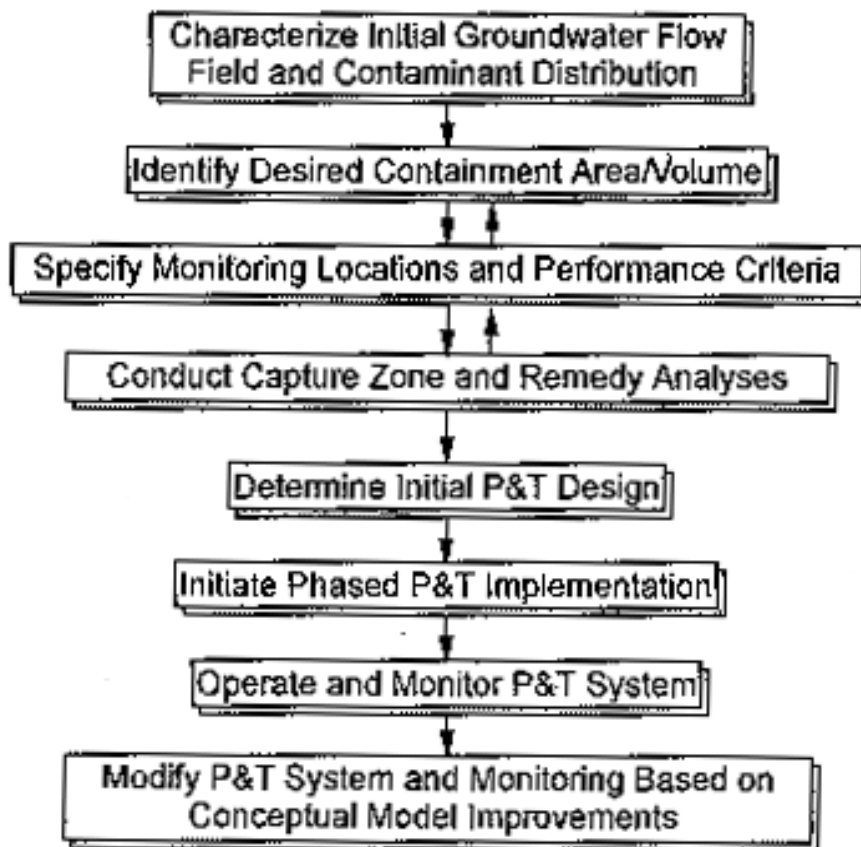 Characterize Initial Groundwater Flow
Field and Contaminant Distribution
Identify Desired Containment Area/Volume
Specify Monitoring Locations and Performance Criteria
Conduct Capture Zone and Remedy Analyses
Determine Initial P&T Design
Initiate Phased P&T Implementation
Operate and Monitor P&T System
Modify P&T System and Monitoring Based on
Conceptual Model Improvements